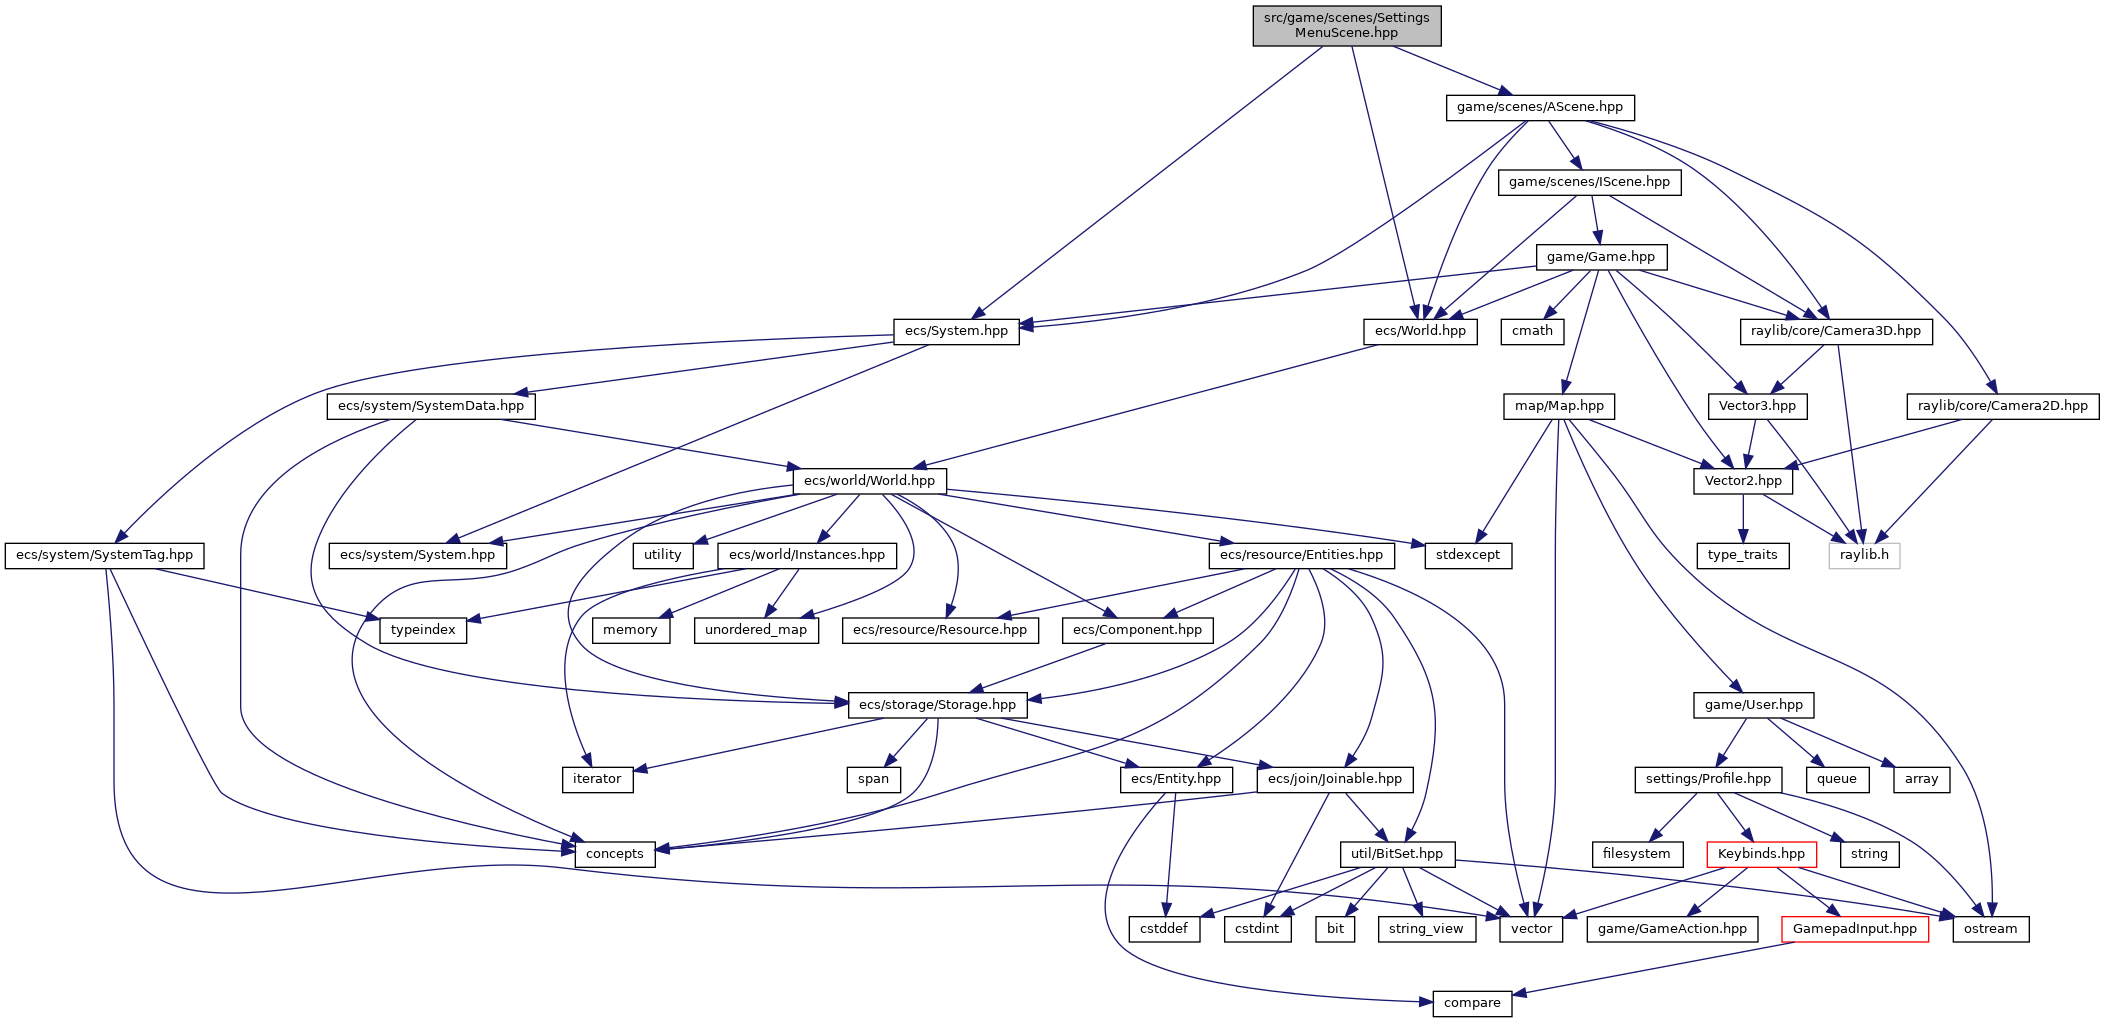 src/game/scenes/Settings
MenuScene.hpp
game/scenes/AScene.hpp
game/scenes/IScene.hpp
game/Game.hpp
ecs/System.hpp
ecs/World.hpp
cmath
raylib/core/Camera3D.hpp
ecs/system/SystemData.hpp
map/Map.hpp
Vector3.hpp
raylib/core/Camera2D.hpp
ecs/world/World.hpp
Vector2.hpp
ecs/system/SystemTag.hpp
ecs/system/System.hpp
utility
ecs/world/Instances.hpp
ecs/resource/Entities.hpp
stdexcept
type_traits
raylib.h
typeindex
memory
unordered_map
ecs/resource/Resource.hpp
ecs/Component.hpp
ecs/storage/Storage.hpp
game/User.hpp
iterator
span
ecs/Entity.hpp
ecs/join/Joinable.hpp
settings/Profile.hpp
queue
array
concepts
util/BitSet.hpp
filesystem
Keybinds.hpp
string
cstddef
cstdint
bit
string_view
vector
game/GameAction.hpp
GamepadInput.hpp
ostream
compare